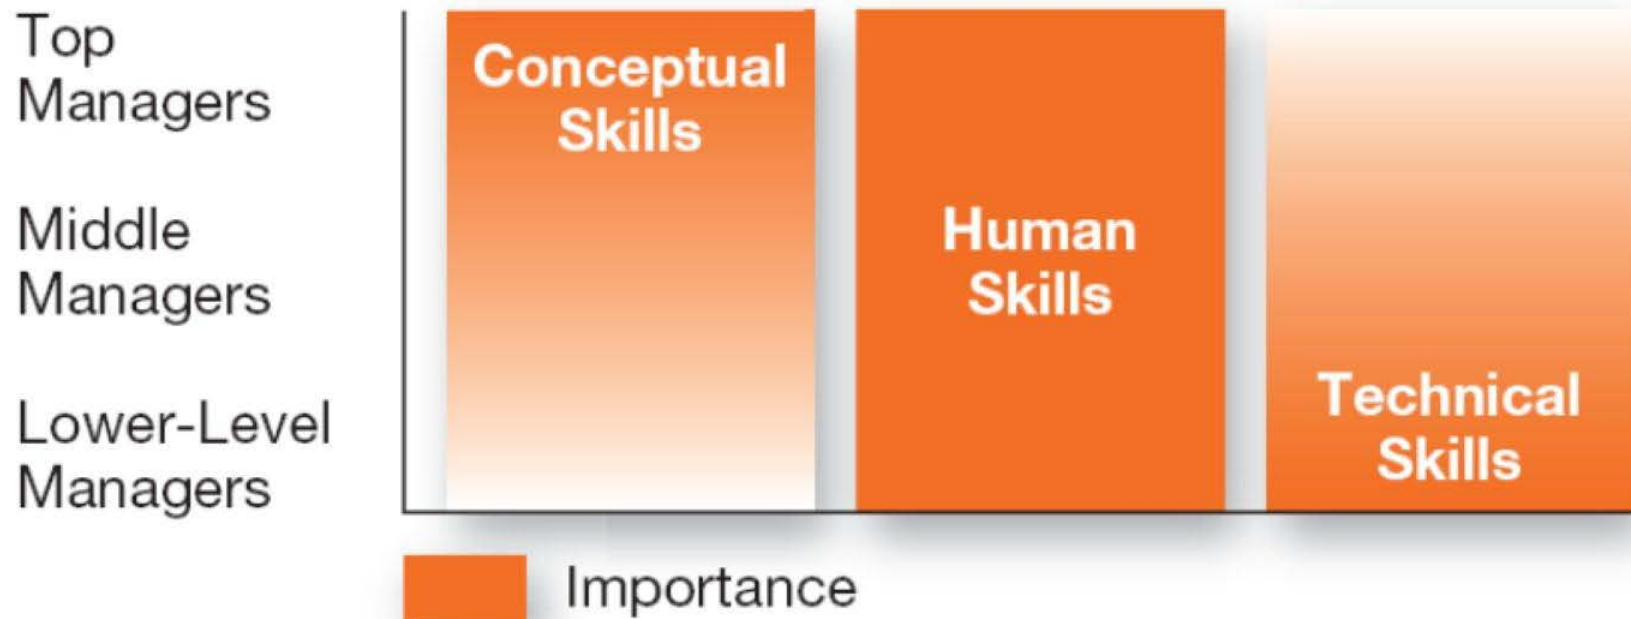 Top
Managers
Middle
Managers
Lower-Level
Managers
Conceptual
Skills
Human
Skills
Technical
Skills
Importance